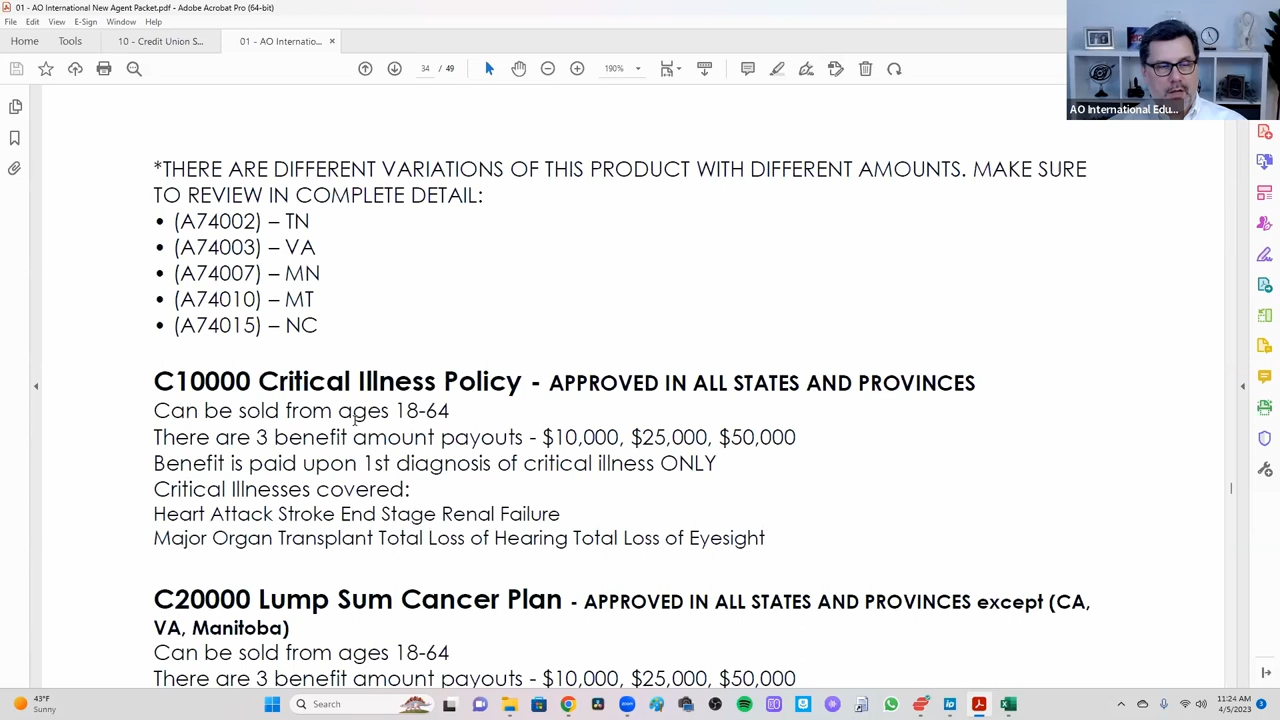 01 - AO International New Agent Packet.pdf - Adobe Acrobat Pro (64-bit)
File Edit View E-Sign Window Help
Home Tools 10 - Credit Union S... 01 - AO Internatio... ×
34 / 49 190%
AO International Edu...
*THERE ARE DIFFERENT VARIATIONS OF THIS PRODUCT WITH DIFFERENT AMOUNTS. MAKE SURE
TO REVIEW IN COMPLETE DETAIL:
• (A74002) – TN
• (A74003) – VA
• (A74007) – MN
• (A74010) – MT
• (A74015) – NC
C10000 Critical Illness Policy - APPROVED IN ALL STATES AND PROVINCES
Can be sold from ages 18-64
There are 3 benefit amount payouts - $10,000, $25,000, $50,000
Benefit is paid upon 1st diagnosis of critical illness ONLY
Critical Illnesses covered:
Heart Attack Stroke End Stage Renal Failure
Major Organ Transplant Total Loss of Hearing Total Loss of Eyesight
C20000 Lump Sum Cancer Plan - APPROVED IN ALL STATES AND PROVINCES except (CA,
VA, Manitoba)
Can be sold from ages 18-64
There are 3 benefit amount payouts - $10,000, $25,000, $50,000
43°F
Sunny
Search
11:24 AM
4/5/2023